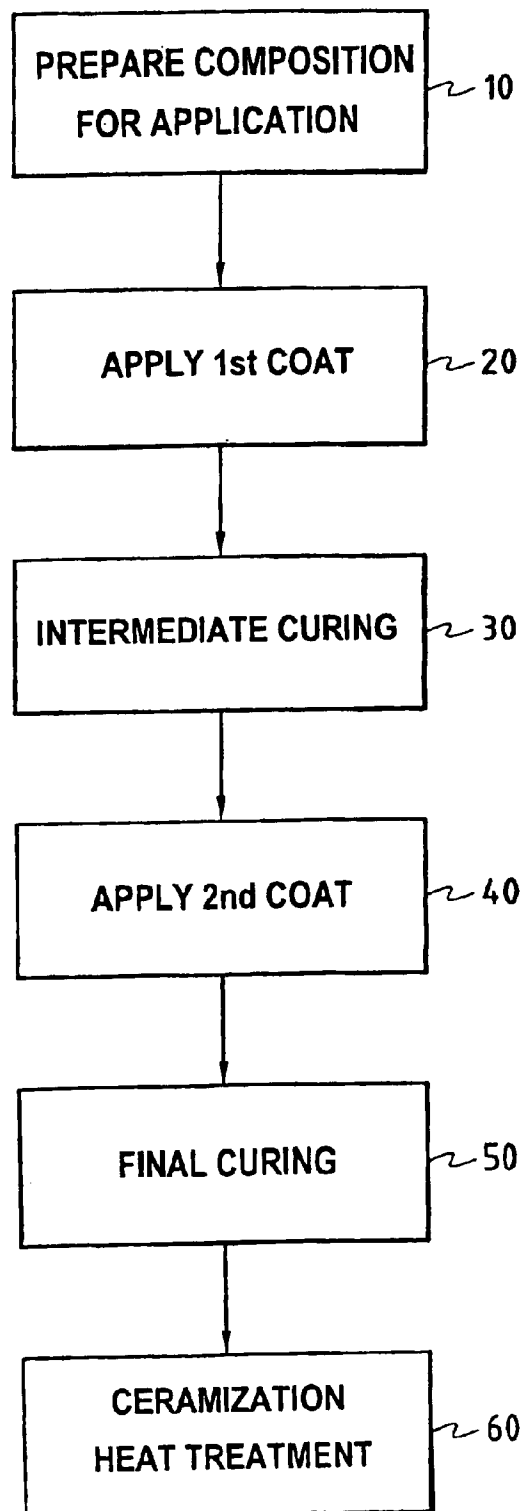 PREPARE COMPOSITION
FOR APPLICATION
10
APPLY 1st COAT
20
INTERMEDIATE CURING
30
APPLY 2nd COAT
40
FINAL CURING
50
CERAMIZATION
HEAT TREATMENT
60